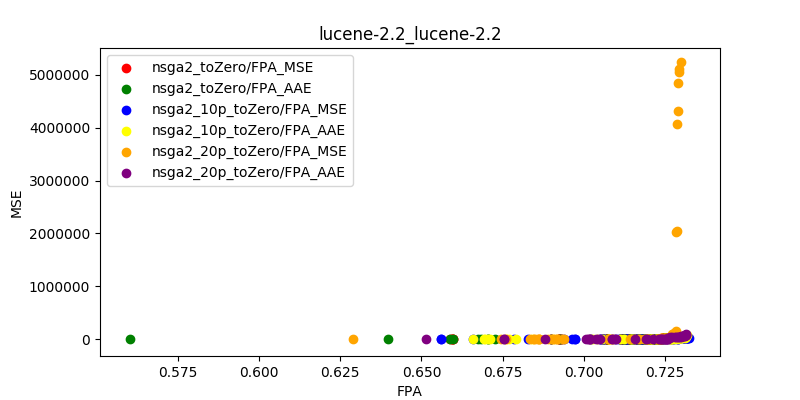 lucene-2.2_lucene-2.2
nsga2_toZero/FPA_MSE
nsga2_toZero/FPA_AAE
nsga2_10p_toZero/FPA_MSE
nsga2_10p_toZero/FPA_AAE
nsga2_20p_toZero/FPA_MSE
nsga2_20p_toZero/FPA_AAE
MSE
5000000
4000000
3000000
2000000
1000000
0
0.575 0.600 0.625 0.650 0.675 0.700 0.725
FPA